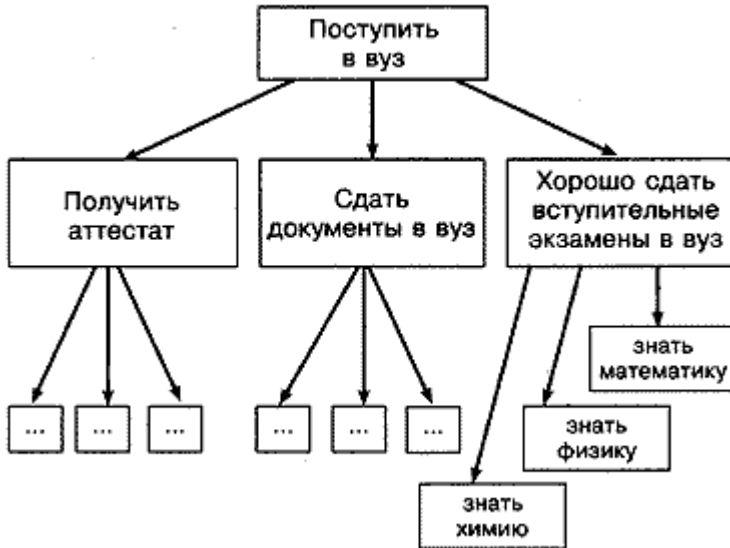 Поступить
в вуз
Получить
аттестат
Сдать
документы в вуз
Хорошо сдать
вступительные
экзамены в вуз
знать
математику
... ... ... ... ... ...
знать
физику
знать
химию